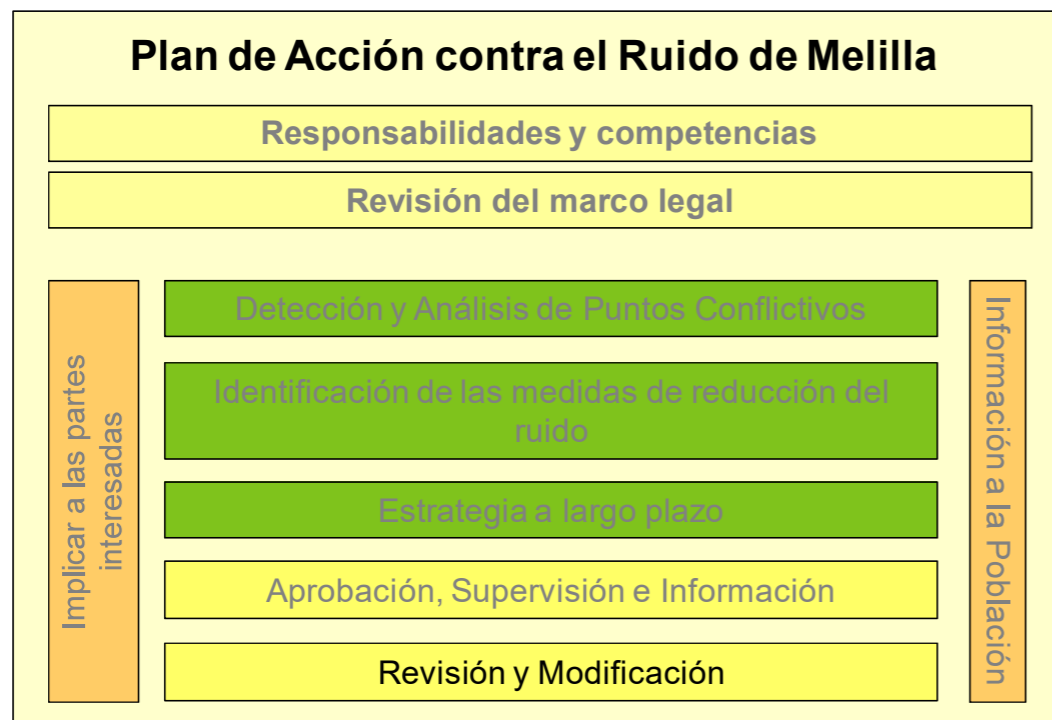 Plan de Acción contra el Ruido de Melilla
Responsabilidades y competencias
Revisión del marco legal
Implicar a las partes
interesadas
Detección y Análisis de Puntos Conflictivos
Identificación de las medidas de reducción del
ruido
Estrategia a largo plazo
Aprobación, Supervisión e Información
Revisión y Modificación
Información a la Población